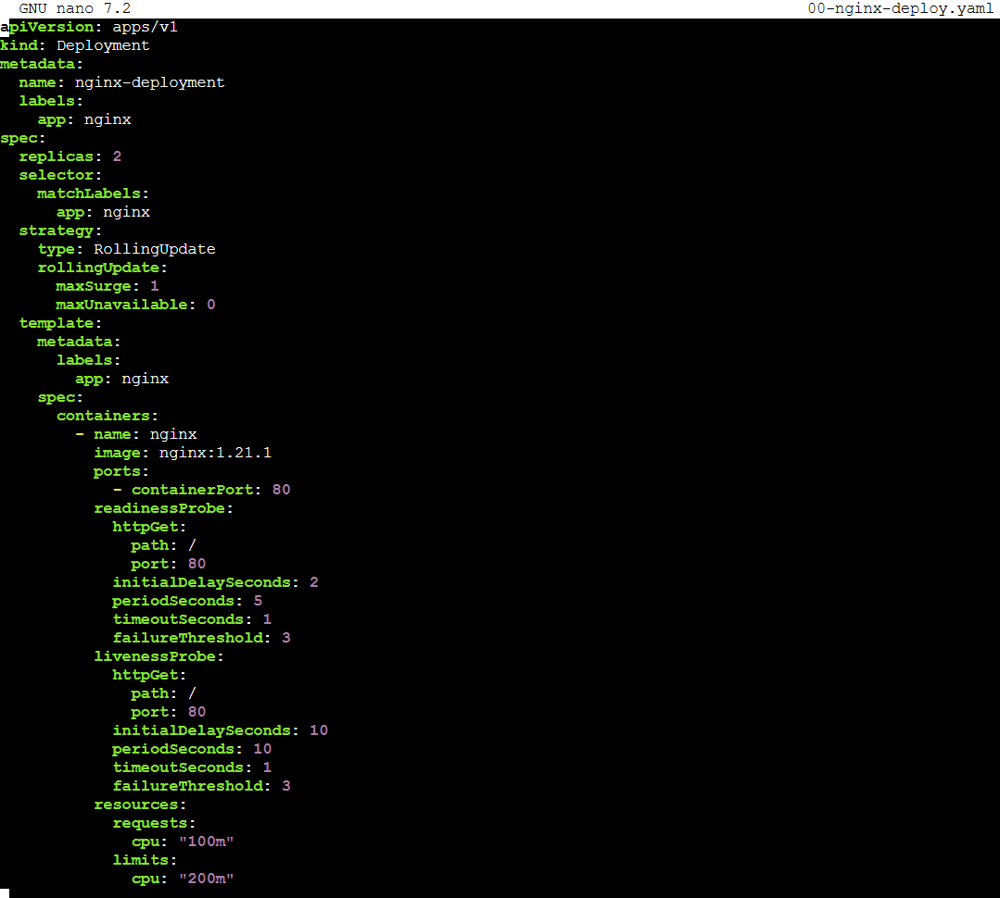 GNU nano 7.2 00-nginx-deploy.yaml
apiVersion: apps/v1
kind: Deployment
metadata:
  name: nginx-deployment
  labels:
    app: nginx
spec:
  replicas: 2
  selector:
    matchLabels:
      app: nginx
  strategy:
    type: RollingUpdate
    rollingUpdate:
      maxSurge: 1
      maxUnavailable: 0
  template:
    metadata:
      labels:
        app: nginx
    spec:
      containers:
        - name: nginx
          image: nginx:1.21.1
          ports:
            - containerPort: 80
          readinessProbe:
            httpGet:
              path: /
              port: 80
            initialDelaySeconds: 2
            periodSeconds: 5
            timeoutSeconds: 1
            failureThreshold: 3
          livenessProbe:
            httpGet:
              path: /
              port: 80
            initialDelaySeconds: 10
            periodSeconds: 10
            timeoutSeconds: 1
            failureThreshold: 3
          resources:
            requests:
              cpu: "100m"
            limits:
              cpu: "200m"